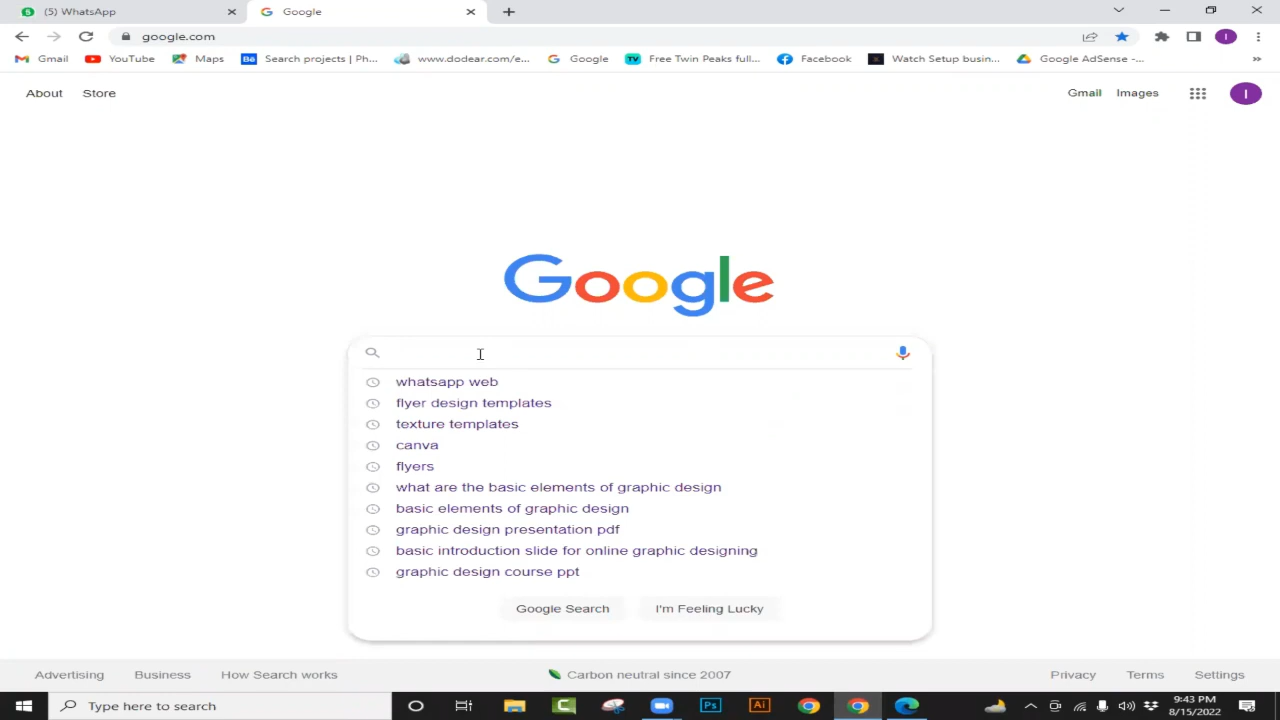 (5) WhatsApp
Google
google.com
Gmail
YouTube
Maps
Search projects | Ph...
www.dodear.com/e...
Google
Free Twin Peaks full...
Facebook
Watch Setup busin...
Google AdSense -...
About
Store
Gmail
Images
I
Google
whatsapp web
flyer design templates
texture templates
canva
flyers
what are the basic elements of graphic design
basic elements of graphic design
graphic design presentation pdf
basic introduction slide for online graphic designing
graphic design course ppt
Google Search
I'm Feeling Lucky
Advertising
Business
How Search works
Carbon neutral since 2007
Privacy
Terms
Settings
Type here to search
Ps
Ai
9:43 PM
8/15/2022